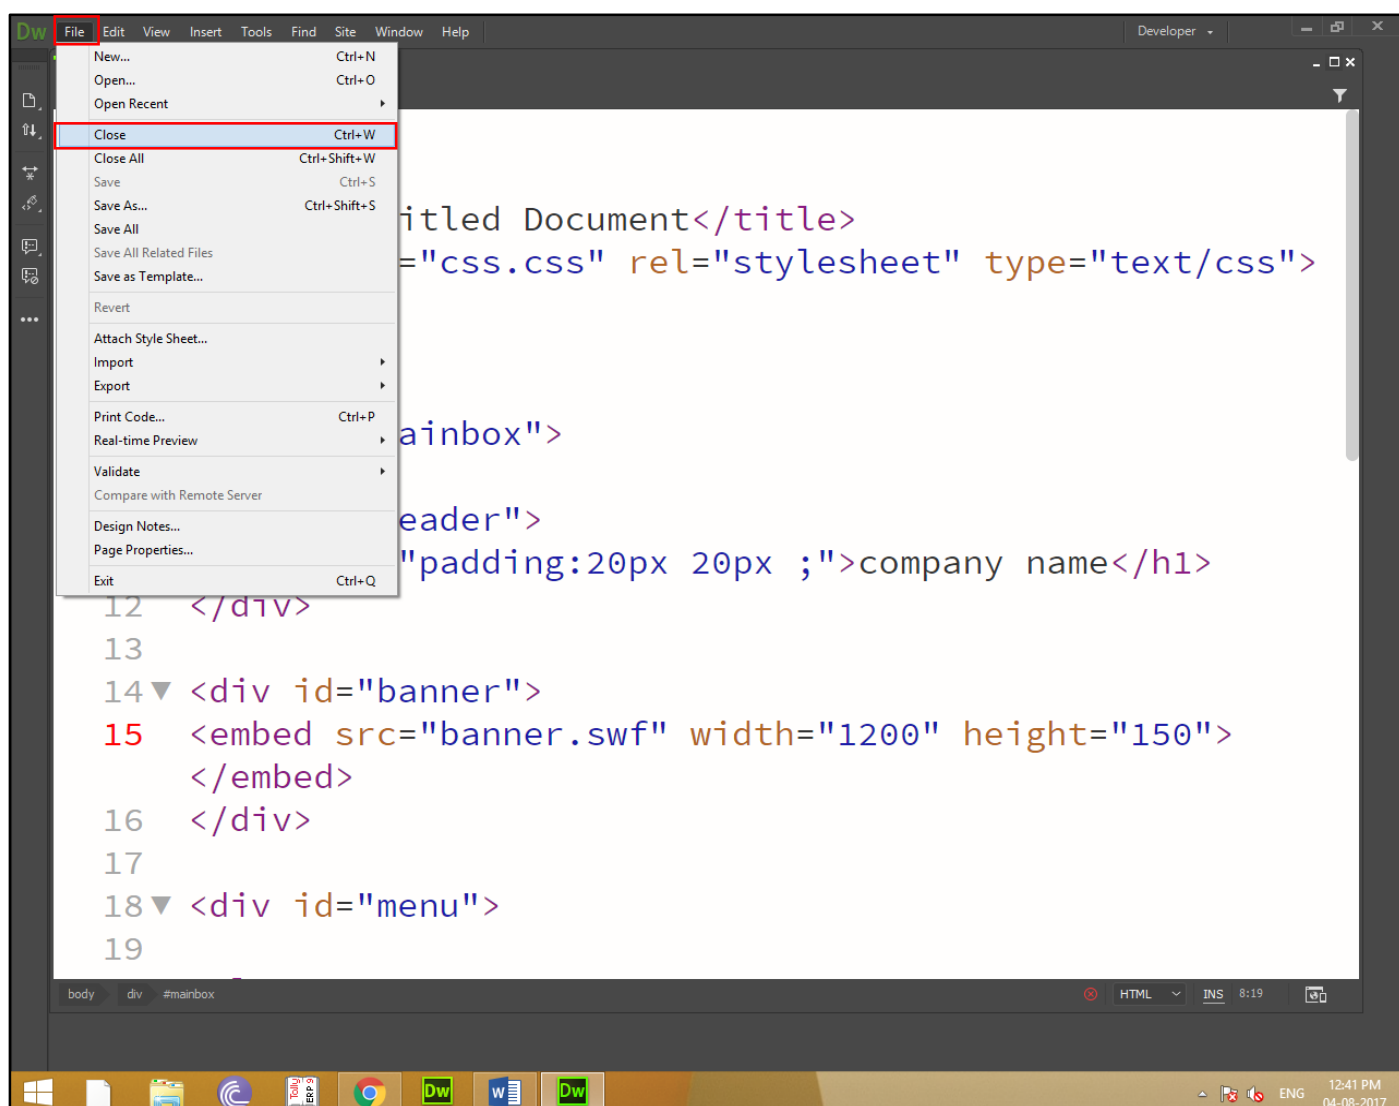 Dw File Edit View Insert Tools Find Site Window Help Developer
New... Ctrl+N
Open... Ctrl+O
Open Recent
Close Ctrl+W
Close All Ctrl+Shift+W
Save Ctrl+S
Save As... Ctrl+Shift+S
Save All
Save All Related Files
Save as Template...
Revert
Attach Style Sheet...
Import
Export
Print Code... Ctrl+P
Real-time Preview
Validate
Compare with Remote Server
Design Notes...
Page Properties...
Exit Ctrl+Q
itled Document</title>
="css.css" rel="stylesheet" type="text/css">
ainbox">
eader">
"padding:20px 20px ;">company name</h1>
12 </div>
13
14 <div id="banner">
15 <embed src="banner.swf" width="1200" height="150">
</embed>
16 </div>
17
18 <div id="menu">
19
body div #mainbox HTML INS 8:19
Tally ERP 9 Dw W Dw ENG 12:41 PM
04-08-2017